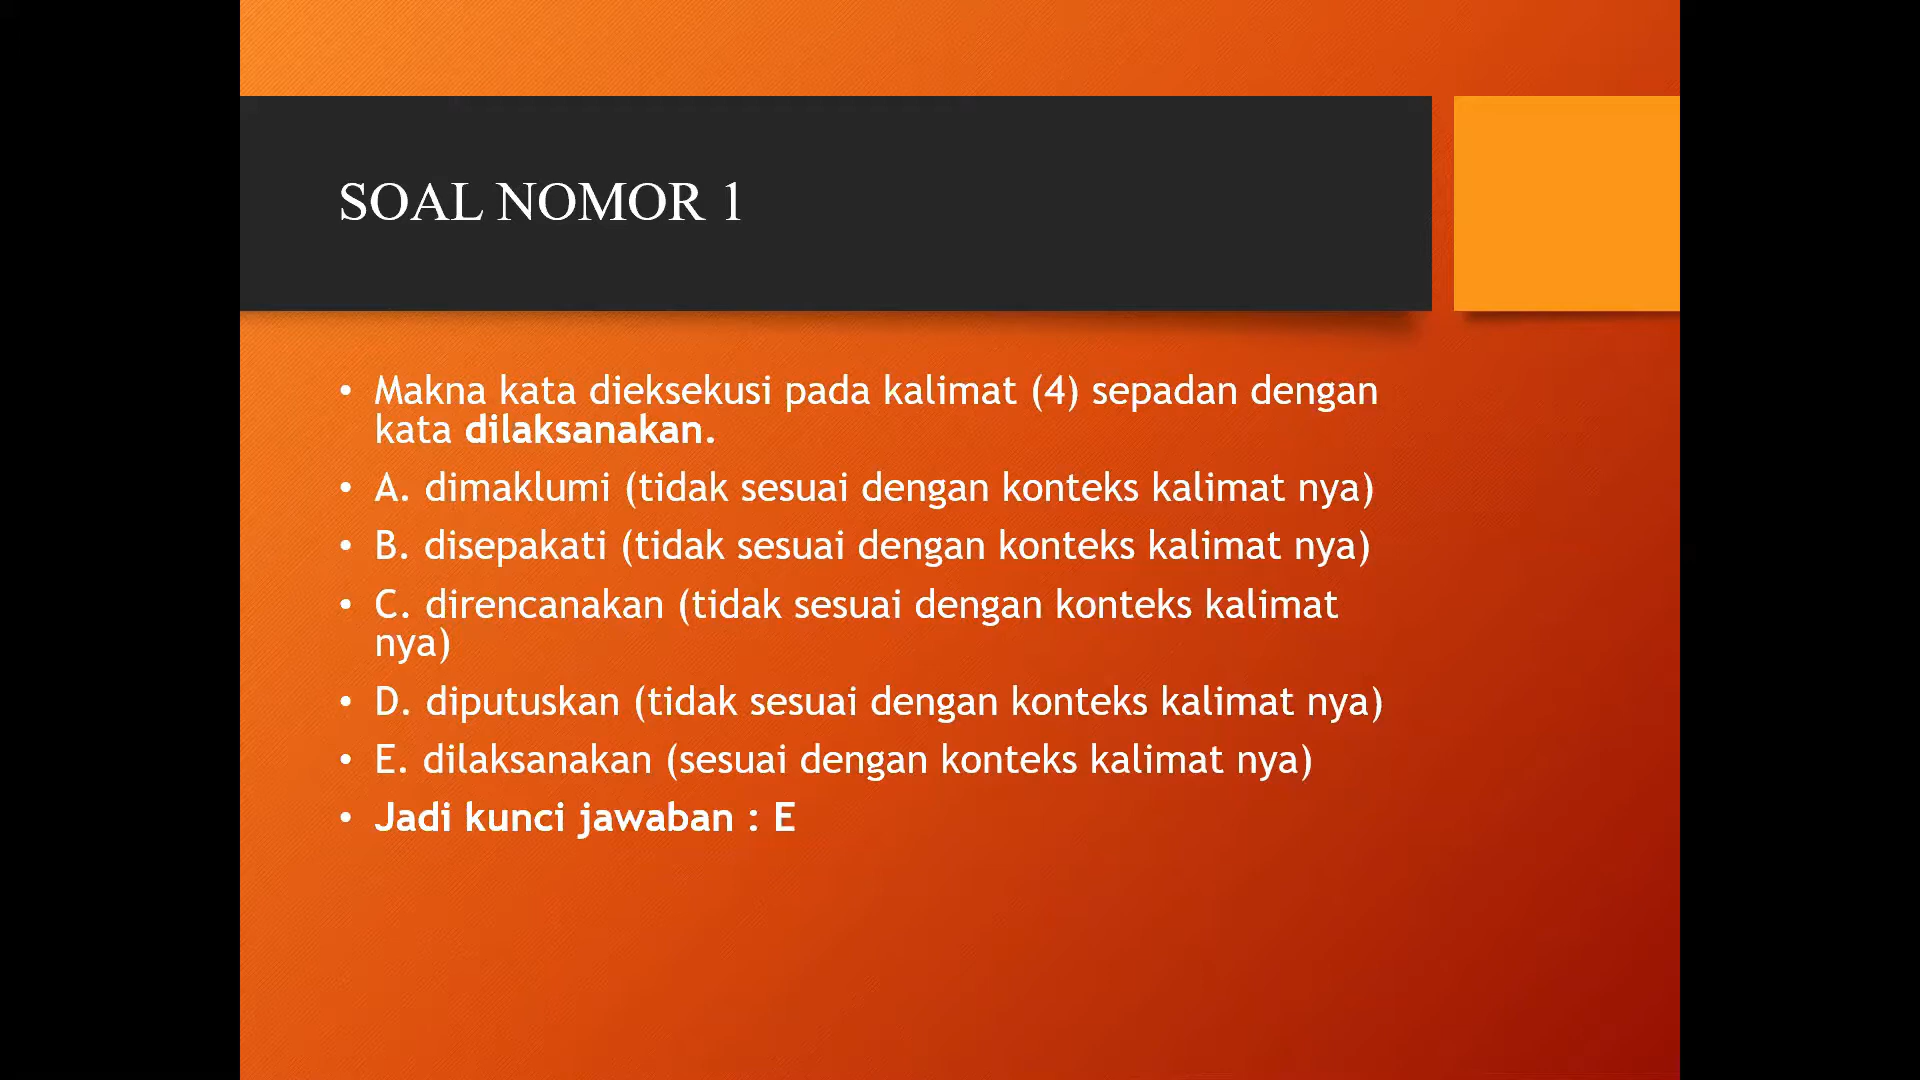 SOAL NOMOR 1
• Makna kata dieksekusi pada kalimat (4) sepadan dengan
kata dilaksanakan.
• A. dimaklumi (tidak sesuai dengan konteks kalimat nya)
• B. disepakati (tidak sesuai dengan konteks kalimat nya)
• C. direncanakan (tidak sesuai dengan konteks kalimat
nya)
• D. diputuskan (tidak sesuai dengan konteks kalimat nya)
• E. dilaksanakan (sesuai dengan konteks kalimat nya)
• Jadi kunci jawaban : E